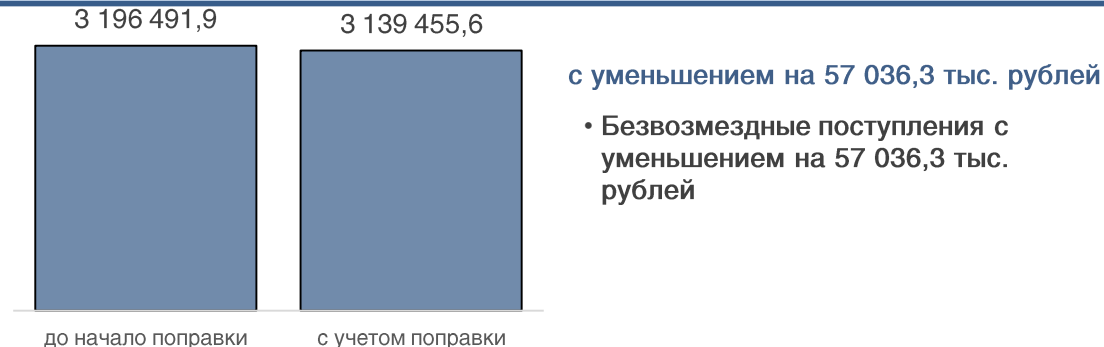 3 196 491,9
3 139 455,6
до начало поправки
с учетом поправки
с уменьшением на 57 036,3 тыс. рублей
• Безвозмездные поступления с
уменьшением на 57 036,3 тыс.
рублей